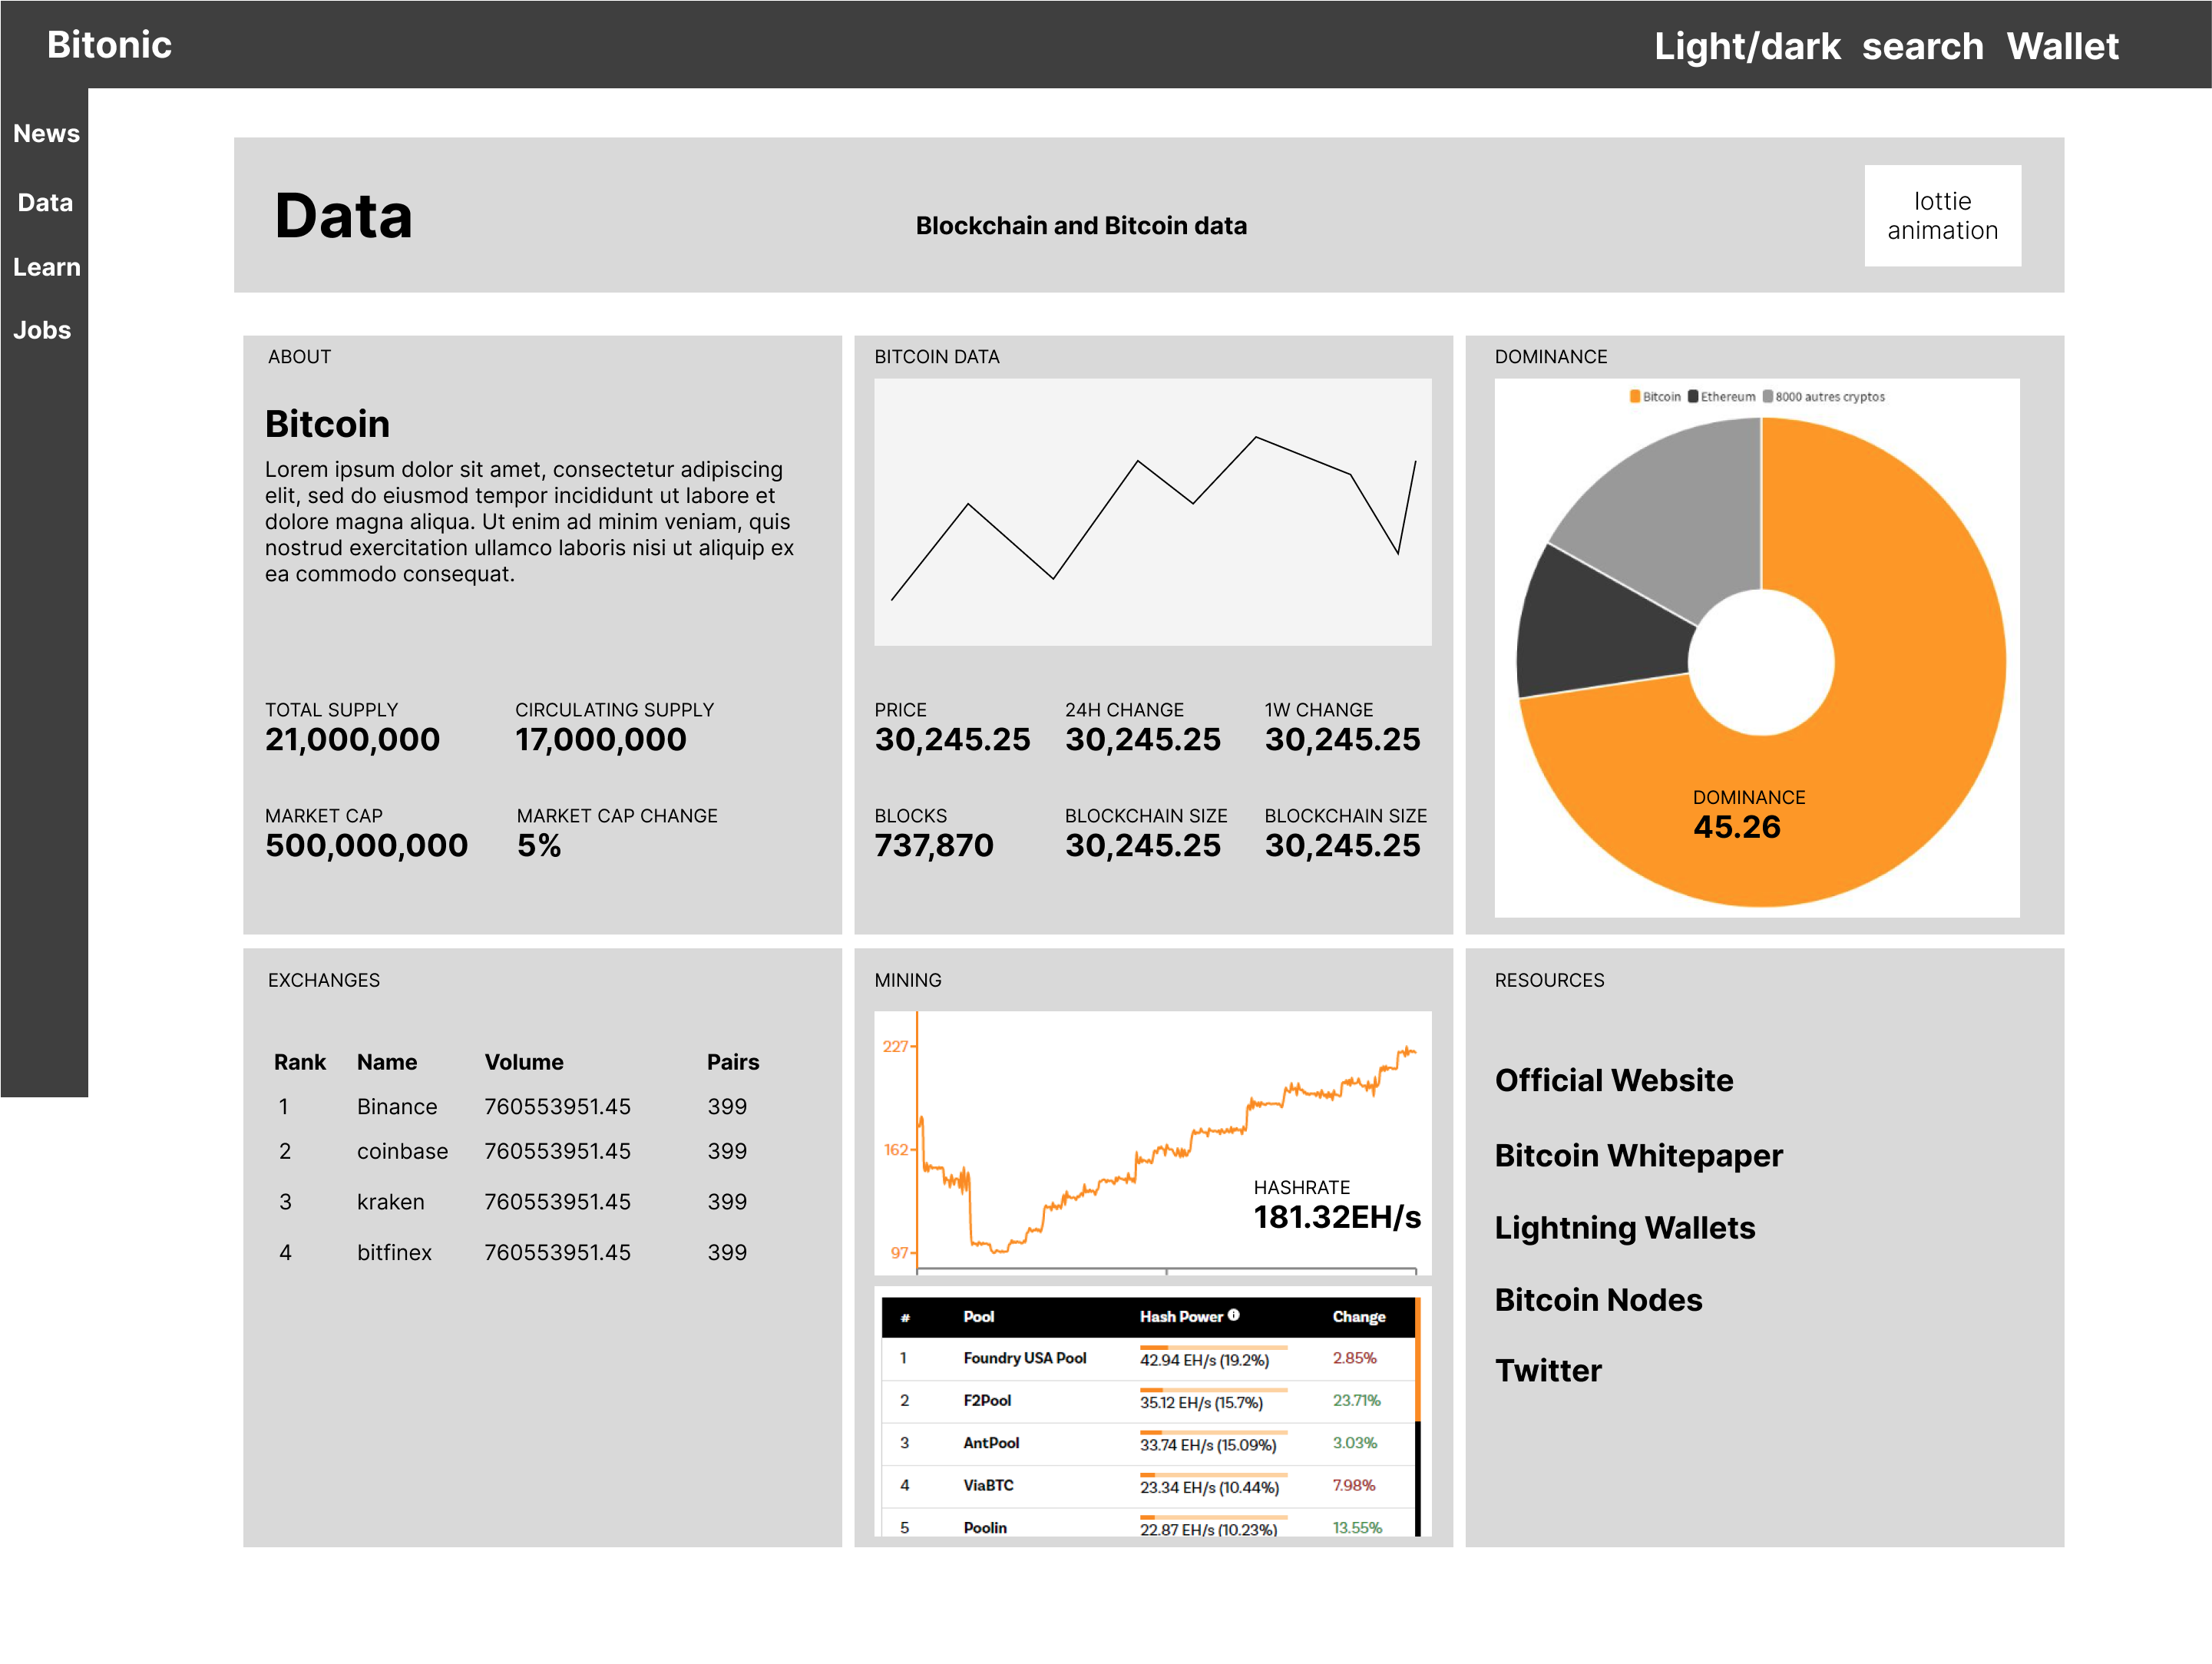 Bitonic
Light/dark search Wallet
News
Data
Learn
Jobs
Data
Blockchain and Bitcoin data
lottie
animation
ABOUT
Bitcoin
Lorem ipsum dolor sit amet, consectetur adipiscing
elit, sed do eiusmod tempor incididunt ut labore et
dolore magna aliqua. Ut enim ad minim veniam, quis
nostrud exercitation ullamco laboris nisi ut aliquip ex
ea commodo consequat.
TOTAL SUPPLY CIRCULATING SUPPLY
21,000,000 17,000,000
MARKET CAP MARKET CAP CHANGE
500,000,000 5%
BITCOIN DATA
PRICE 24H CHANGE 1W CHANGE
30,245.25 30,245.25 30,245.25
BLOCKS BLOCKCHAIN SIZE BLOCKCHAIN SIZE
737,870 30,245.25 30,245.25
DOMINANCE
Bitcoin Ethereum 8000 autres cryptos
DOMINANCE
45.26
EXCHANGES
Rank Name Volume Pairs
1 Binance 760553951.45 399
2 coinbase 760553951.45 399
3 kraken 760553951.45 399
4 bitfinex 760553951.45 399
MINING
227
162
97
HASHRATE
181.32EH/s
# Pool Hash Power Change
1 Foundry USA Pool 42.94 EH/s (19.2%) 2.85%
2 F2Pool 35.12 EH/s (15.7%) 23.71%
3 AntPool 33.74 EH/s (15.09%) 3.03%
4 ViaBTC 23.34 EH/s (10.44%) 7.98%
5 Poolin 22.87 EH/s (10.23%) 13.55%
RESOURCES
Official Website
Bitcoin Whitepaper
Lightning Wallets
Bitcoin Nodes
Twitter